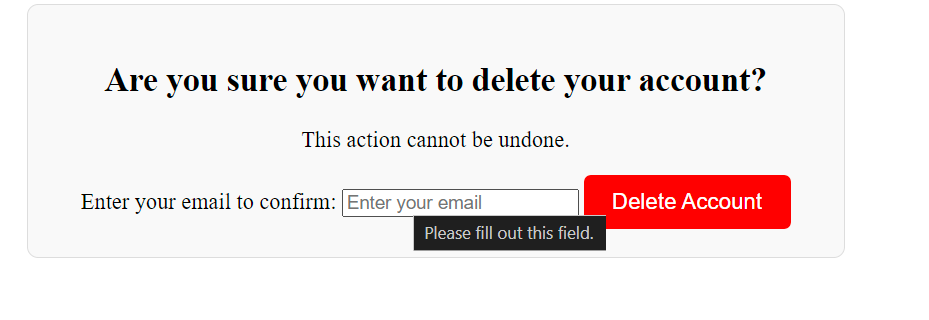 Are you sure you want to delete your account?
This action cannot be undone.
Enter your email to confirm: Enter your email Delete Account
Please fill out this field.